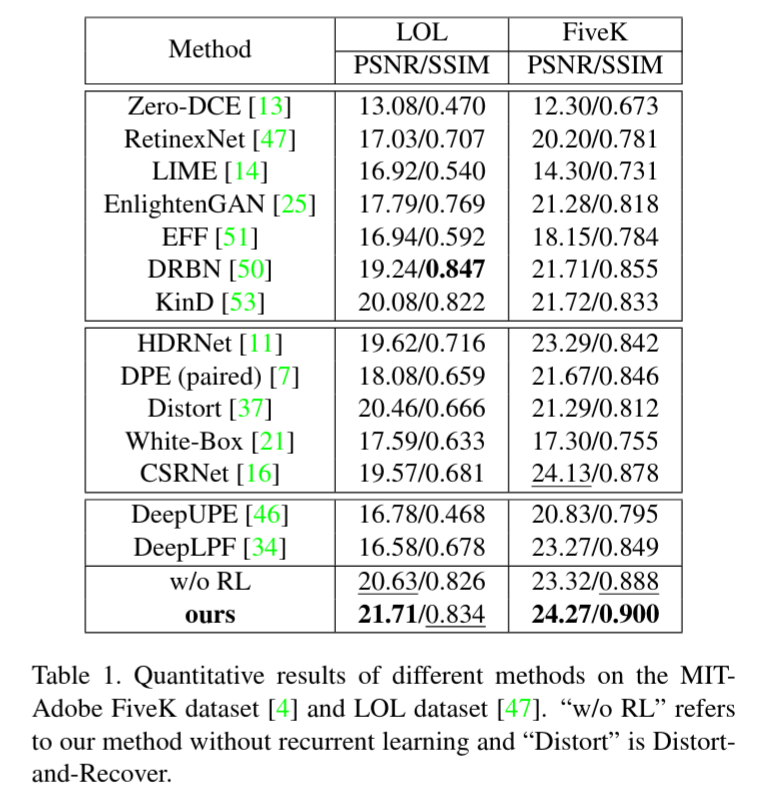 Method LOL FiveK
PSNR/SSIM PSNR/SSIM
Zero-DCE [13] 13.08/0.470 12.30/0.673
RetinexNet [47] 17.03/0.707 20.20/0.781
LIME [14] 16.92/0.540 14.30/0.731
EnlightenGAN [25] 17.79/0.769 21.28/0.818
EFF [51] 16.94/0.592 18.15/0.784
DRBN [50] 19.24/0.847 21.71/0.855
KinD [53] 20.08/0.822 21.72/0.833
HDRNet [11] 19.62/0.716 23.29/0.842
DPE (paired) [7] 18.08/0.659 21.67/0.846
Distort [37] 20.46/0.666 21.29/0.812
White-Box [21] 17.59/0.633 17.30/0.755
CSRNet [16] 19.57/0.681 24.13/0.878
DeepUPE [46] 16.78/0.468 20.83/0.795
DeepLPF [34] 16.58/0.678 23.27/0.849
w/o RL 20.63/0.826 23.32/0.888
ours 21.71/0.834 24.27/0.900
Table 1. Quantitative results of different methods on the MIT-
Adobe FiveK dataset [4] and LOL dataset [47]. “w/o RL” refers
to our method without recurrent learning and “Distort” is Distort-
and-Recover.